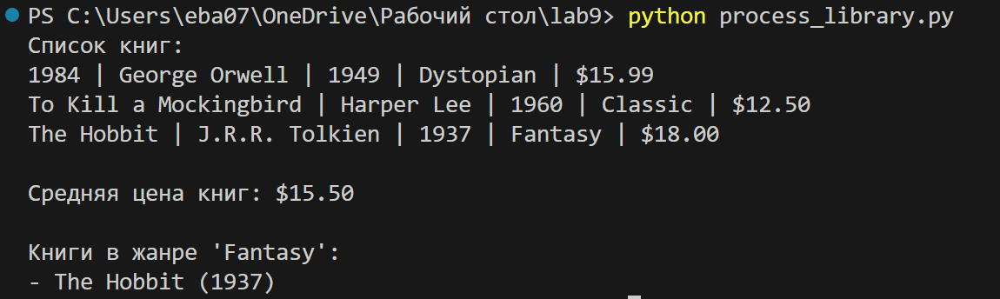 PS C:\Users\eba07\OneDrive\Рабочий стол\lab9> python process_library.py
Список книг:
1984 | George Orwell | 1949 | Dystopian | $15.99
To Kill a Mockingbird | Harper Lee | 1960 | Classic | $12.50
The Hobbit | J.R.R. Tolkien | 1937 | Fantasy | $18.00
Средняя цена книг: $15.50
Книги в жанре 'Fantasy':
- The Hobbit (1937)